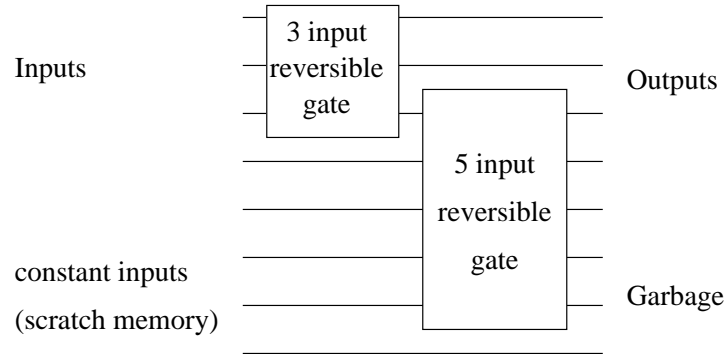 3 input
reversible
gate
Inputs
Outputs
5 input
reversible
gate
constant inputs
(scratch memory)
Garbage